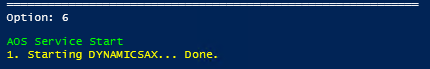 Option: 6
AOS Service Start
1. Starting DYNAMICSAX... Done.